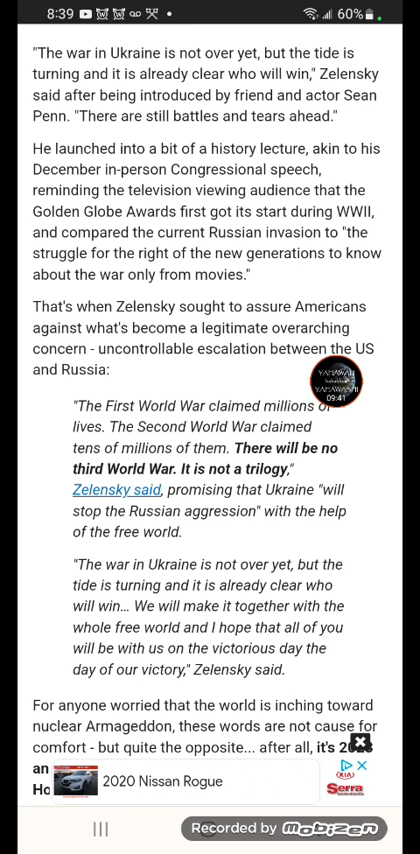 8:39
60%
"The war in Ukraine is not over yet, but the tide is
turning and it is already clear who will win," Zelensky
said after being introduced by friend and actor Sean
Penn. "There are still battles and tears ahead."
He launched into a bit of a history lecture, akin to his
December in-person Congressional speech,
reminding the television viewing audience that the
Golden Globe Awards first got its start during WWII,
and compared the current Russian invasion to "the
struggle for the right of the new generations to know
about the war only from movies."
That's when Zelensky sought to assure Americans
against what's become a legitimate overarching
concern - uncontrollable escalation between the US
and Russia:
YAHAWAH
YAHAWASHI
09:41
"The First World War claimed millions of
lives. The Second World War claimed
tens of millions of them. There will be no
third World War. It is not a trilogy,"
Zelensky said, promising that Ukraine "will
stop the Russian aggression" with the help
of the free world.
"The war in Ukraine is not over yet, but the
tide is turning and it is already clear who
will win... We will make it together with the
whole free world and I hope that all of you
will be with us on the victorious day the
day of our victory," Zelensky said.
For anyone worried that the world is inching toward
nuclear Armageddon, these words are not cause for
comfort - but quite the opposite... after all, it's
an
Ho
2020 Nissan Rogue
KIA
Serra
Recorded by mobizen